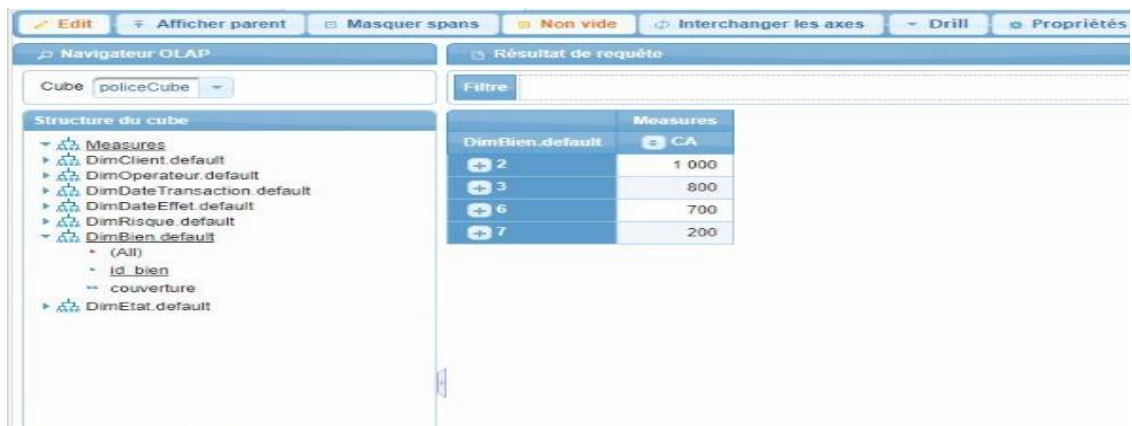 Edit Afficher parent Masquer spans Non vide Interchanger les axes Drill Propriétés
Navigateur OLAP
Cube policeCube
Structure du cube
Measures
DimClient.default
DimOperateur.default
DimDateTransaction.default
DimDateEffet.default
DimRisque.default
DimBien.default
(All)
id_bien
couverture
DimEtat.default
Résultat de requête
Filtre
Measures
DimBien.default CA
2 1 000
3 800
6 700
7 200